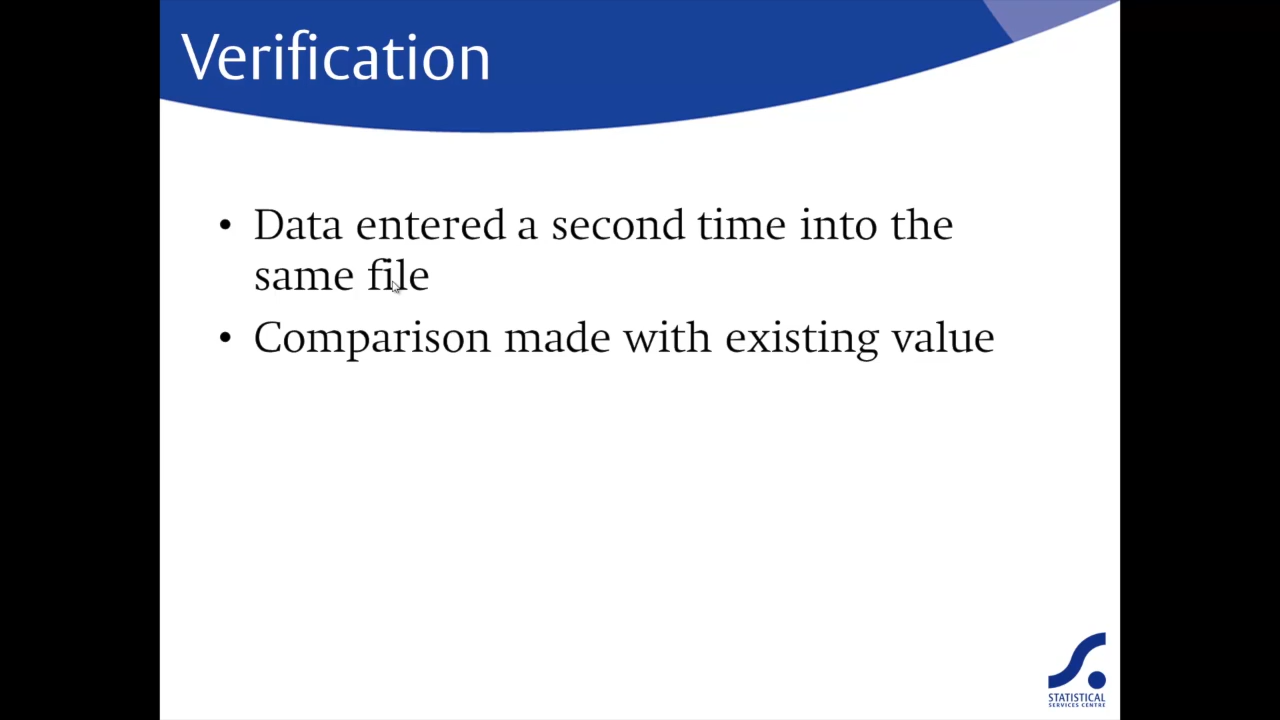 Verification
• Data entered a second time into the
same file
• Comparison made with existing value
STATISTICAL
SERVICES CENTRE